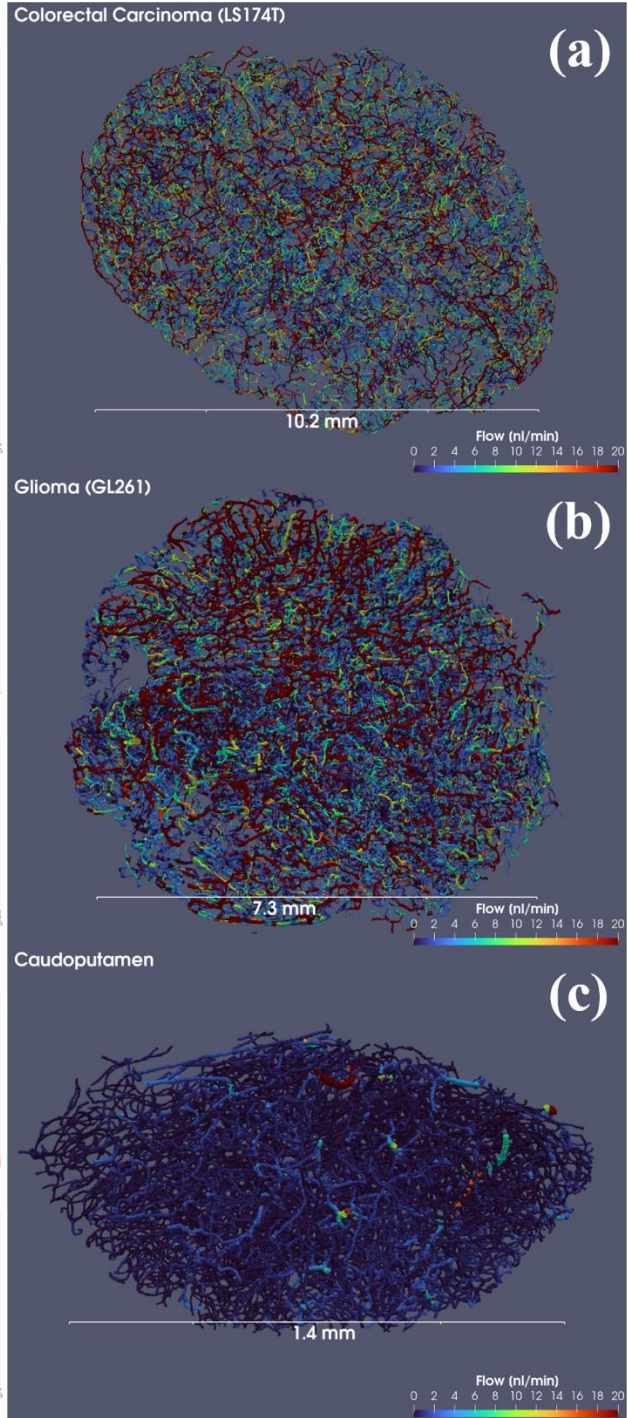 Colorectal Carcinoma (LS174T)
(a)
10.2 mm
Flow (nl/min)
0 2 4 6 8 10 12 14 16 18 20
Glioma (GL261)
(b)
7.3 mm
Flow (nl/min)
0 2 4 6 8 10 12 14 16 18 20
Caudoputamen
(c)
1.4 mm
Flow (nl/min)
0 2 4 6 8 10 12 14 16 18 20